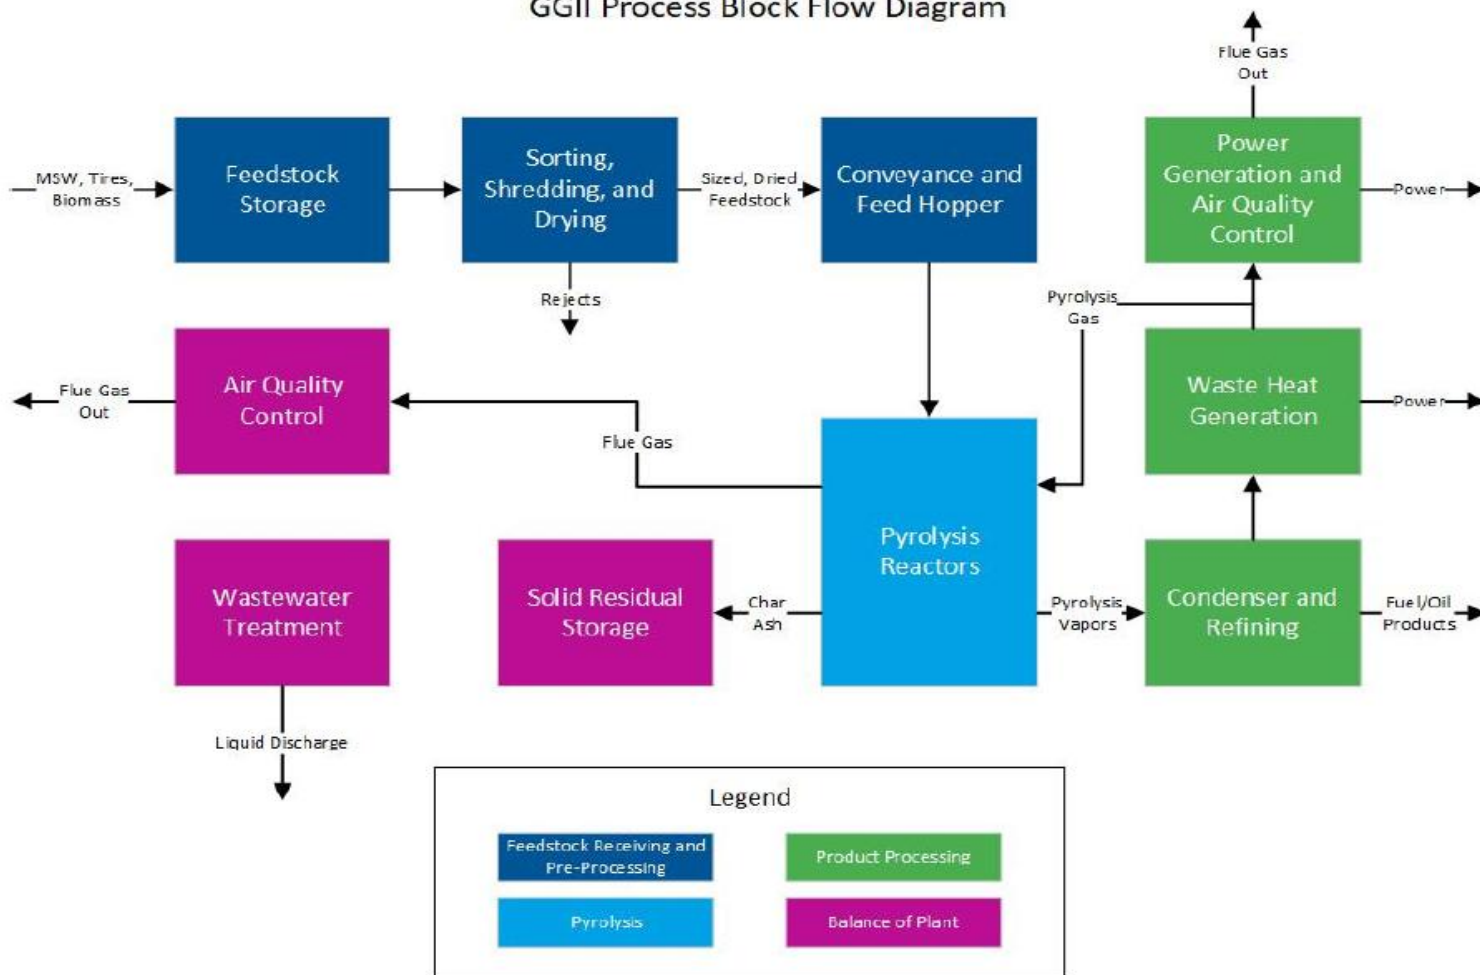 GGII Process Block Flow Diagram
Flue Gas
Out
MSW, Tires,
Biomass
Feedstock
Storage
Sorting,
Shredding, and
Drying
Sized, Dried
Feedstock
Conveyance and
Feed Hopper
Power
Generation and
Air Quality
Control
Power
Rejects
Pyrolysis
Gas
Flue Gas
Out
Air Quality
Control
Flue Gas
Waste Heat
Generation
Power
Wastewater
Treatment
Solid Residual
Storage
Char
Ash
Pyrolysis
Reactors
Pyrolysis
Vapors
Condenser and
Refining
Fuel/Oil
Products
Liquid Discharge
Legend
Feedstock Receiving and
Pre-Processing
Product Processing
Pyrolysis
Balance of Plant